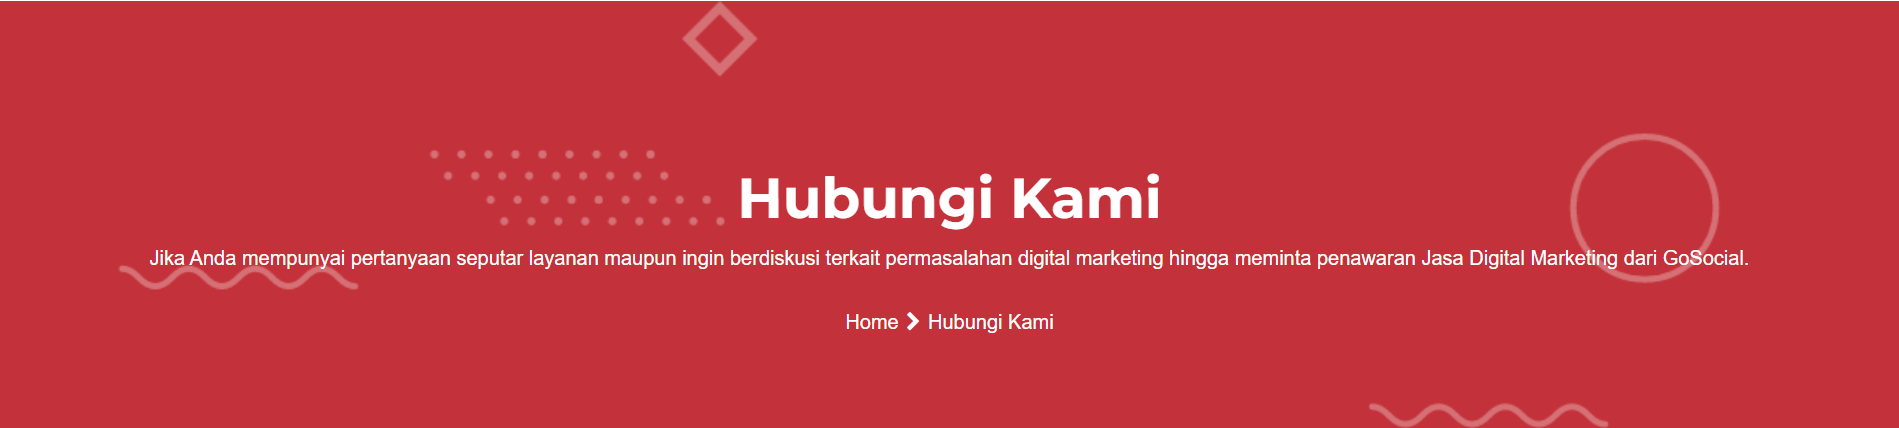 Hubungi Kami
Jika Anda mempunyai pertanyaan seputar layanan maupun ingin berdiskusi terkait permasalahan digital marketing hingga meminta penawaran Jasa Digital Marketing dari GoSocial.
Home Hubungi Kami